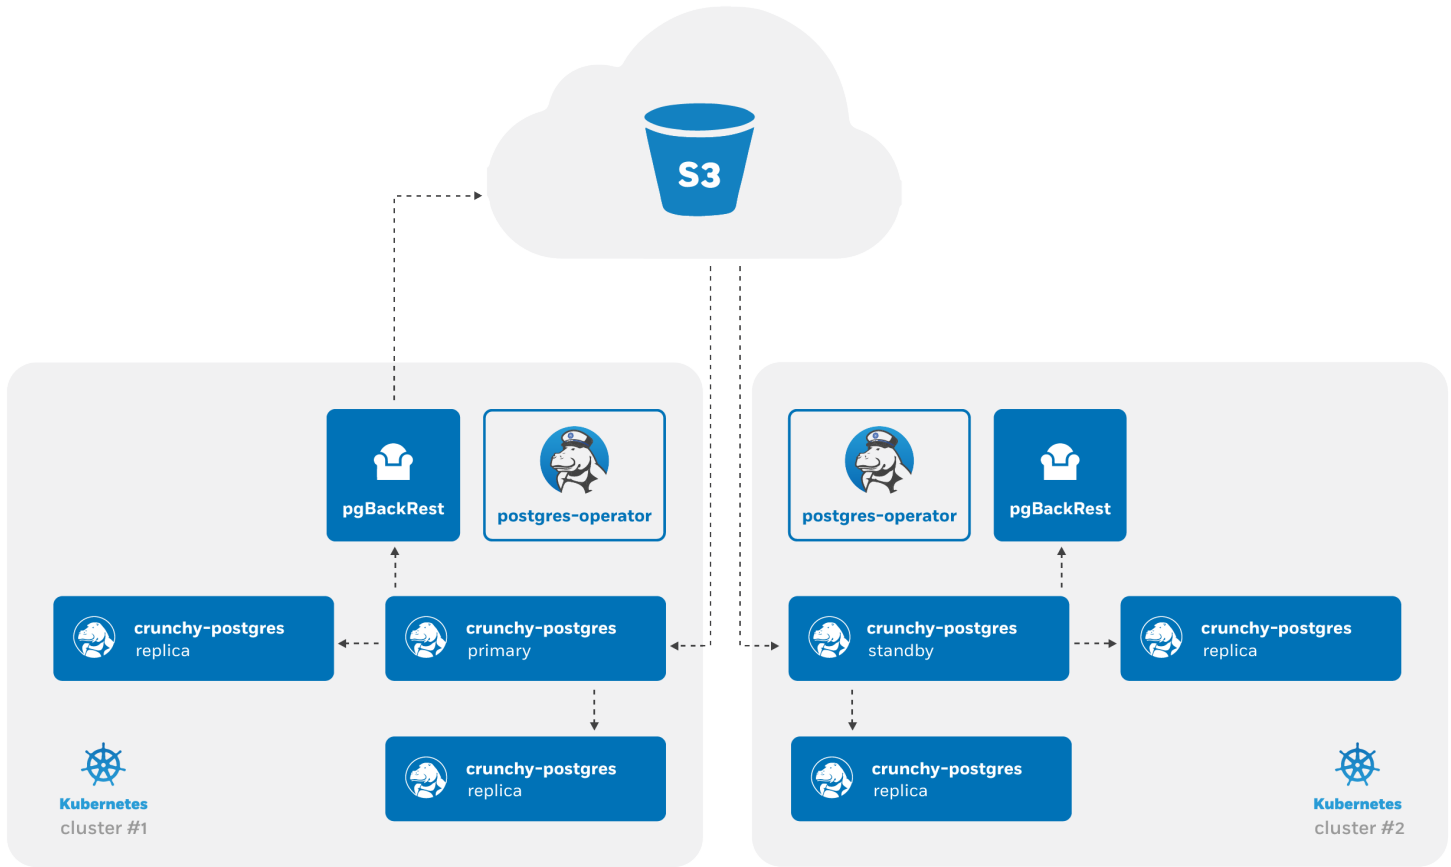 S3
pgBackRest
postgres-operator
crunchy-postgres
replica
crunchy-postgres
primary
crunchy-postgres
replica
Kubernetes
cluster #1
postgres-operator
pgBackRest
crunchy-postgres
standby
crunchy-postgres
replica
crunchy-postgres
replica
Kubernetes
cluster #2